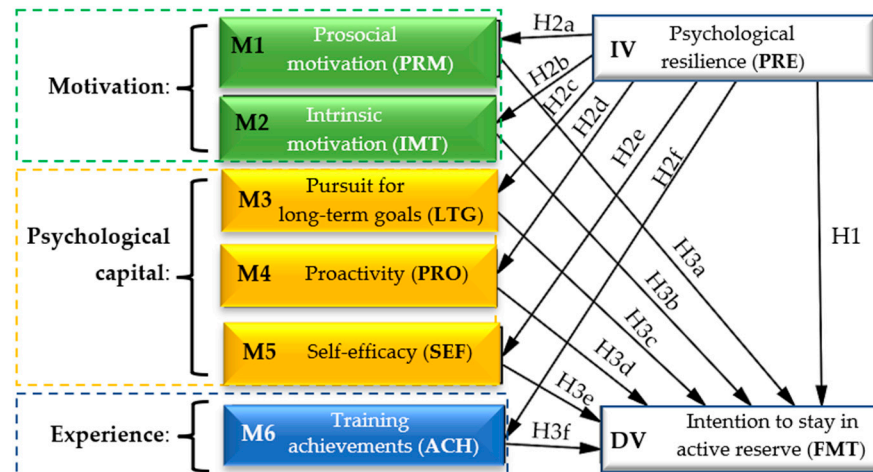 Motivation:
M1
Prosocial
motivation (PRM)
M2
Intrinsic
motivation (IMT)
Psychological
capital:
M3
Pursuit for
long-term goals (LTG)
M4
Proactivity (PRO)
M5
Self-efficacy (SEF)
Experience:
M6
Training
achievements (ACH)
H2a
H2b
H2c
H2d
H2e
H2f
IV
Psychological
resilience (PRE)
H1
H3a
H3b
H3c
H3d
H3e
H3f
DV
Intention to stay in
active reserve (FMT)